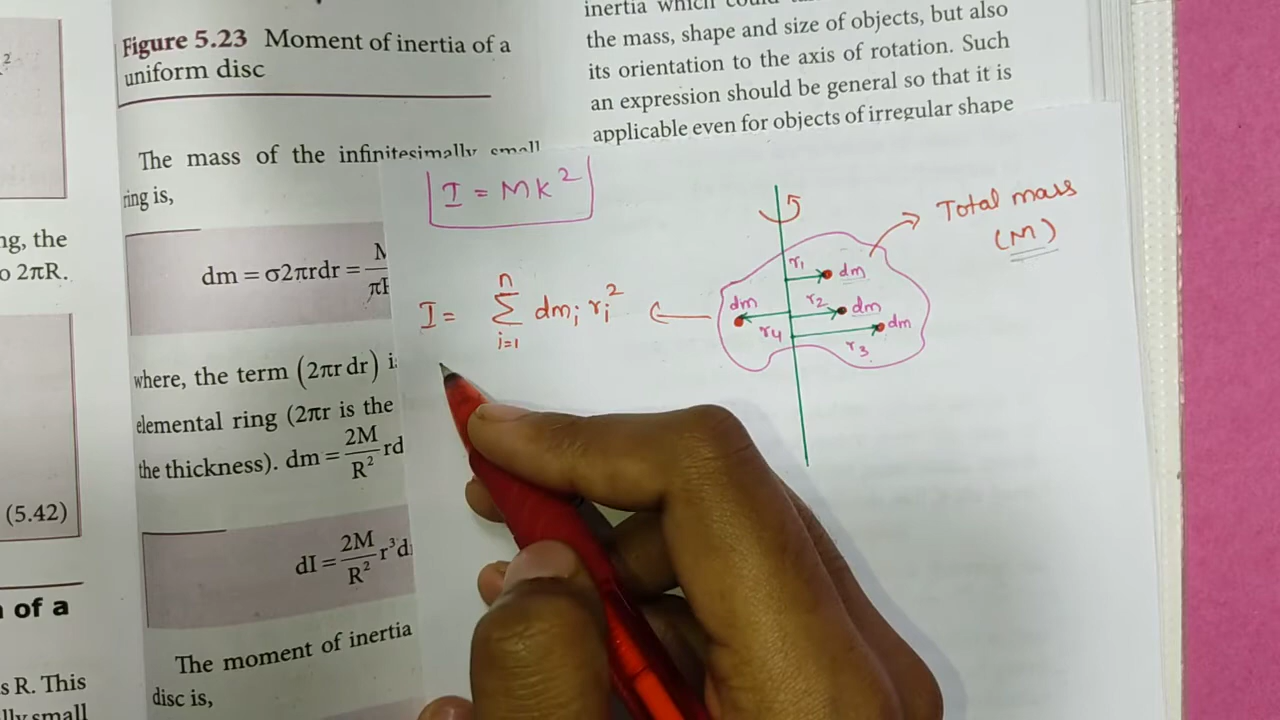 2
ng, the
o 2πR.
(5.42)
of a
s R. This
lly small
Figure 5.23 Moment of inertia of a
uniform disc
The mass of the infinitesimally small
ring is,
dm = σ2πrdr = M
πR
where, the term (2πr dr) is
elemental ring (2πr is the
the thickness). dm = 2M/R² rd
dI = 2M/R² r³d
The moment of inertia
disc is,
inertia which could
the mass, shape and size of objects, but also
its orientation to the axis of rotation. Such
an expression should be general so that it is
applicable even for objects of irregular shape
I = MK²
Total mass
(M)
r₁ dm
dm r₂ dm
r₄ dm
r₃
n
I = Σ dmᵢ rᵢ²
i=1